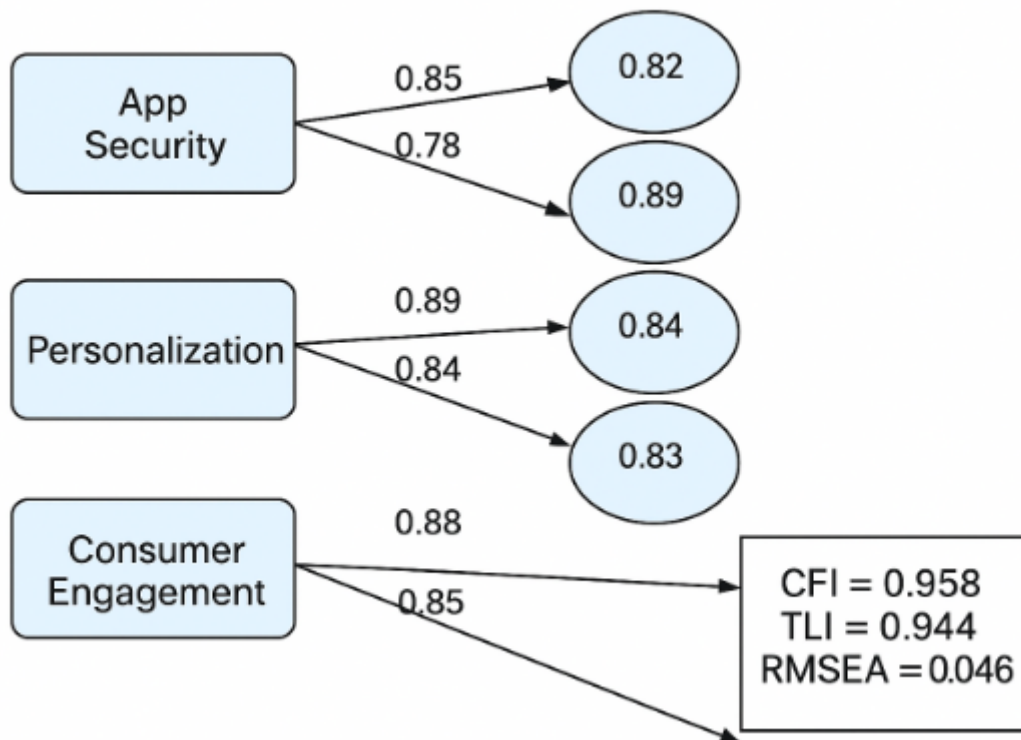 App
Security
0.85
0.78
0.82
0.89
Personalization
0.89
0.84
0.84
0.83
Consumer
Engagement
0.88
0.85
CFI = 0.958
TLI = 0.944
RMSEA = 0.046